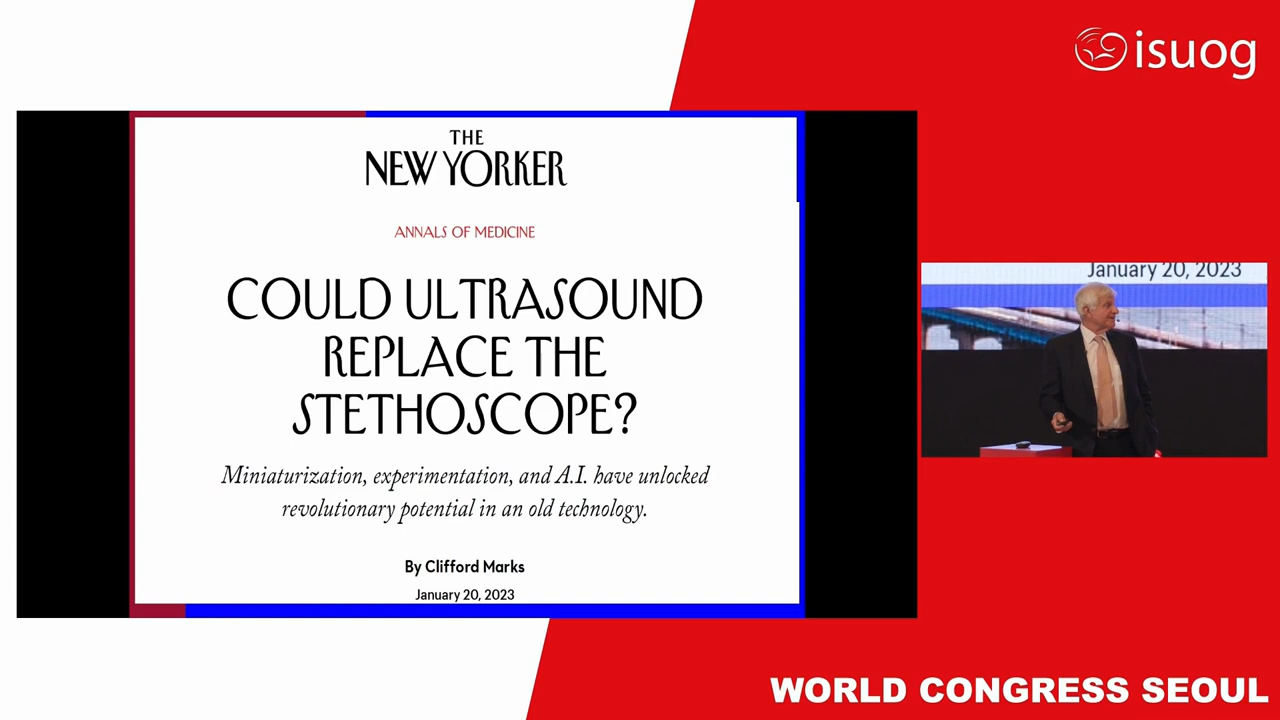 isuog
THE
NEW YORKER
ANNALS OF MEDICINE
COULD ULTRASOUND
REPLACE THE
STETHOSCOPE?
Miniaturization, experimentation, and A.I. have unlocked
revolutionary potential in an old technology.
By Clifford Marks
January 20, 2023
January 20, 2023
WORLD CONGRESS SEOUL